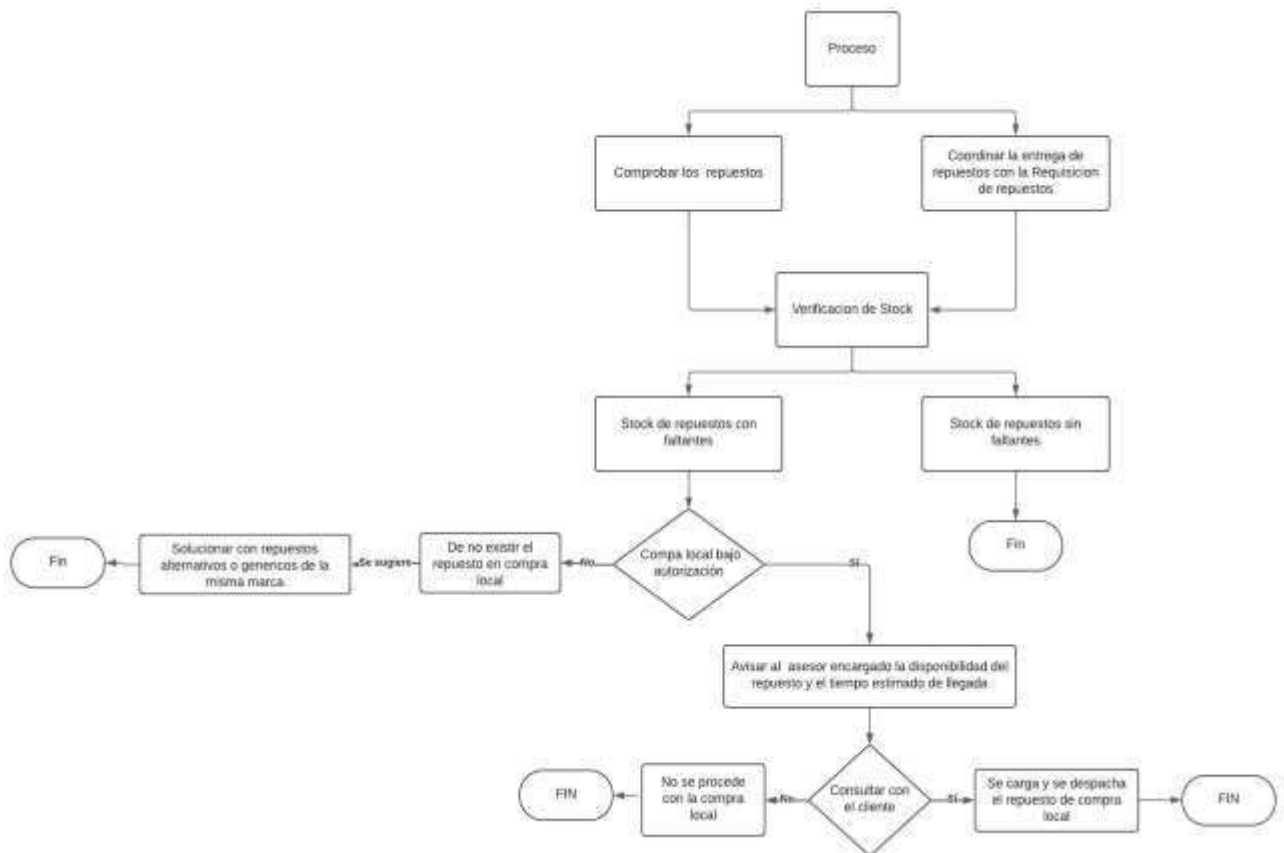 Proceso
Comprobar los repuestos
Coordinar la entrega de
repuestos con la Requisicion
de repuestos
Verificacion de Stock
Stock de repuestos con
faltantes
Stock de repuestos sin
faltantes
Fin
Solucionar con repuestos
alternativos o genericos de la
misma marca.
Se sugiere
De no existir el
repuesto en compra
local
No
Compa local bajo
autorización
Sí
Fin
Avisar al asesor encargado la disponibilidad del
repuesto y el tiempo estimado de llegada
FIN
No se procede
con la compra
local
No
Consultar con
el cliente
Sí
Se carga y se despacha
el repuesto de compra
local
FIN